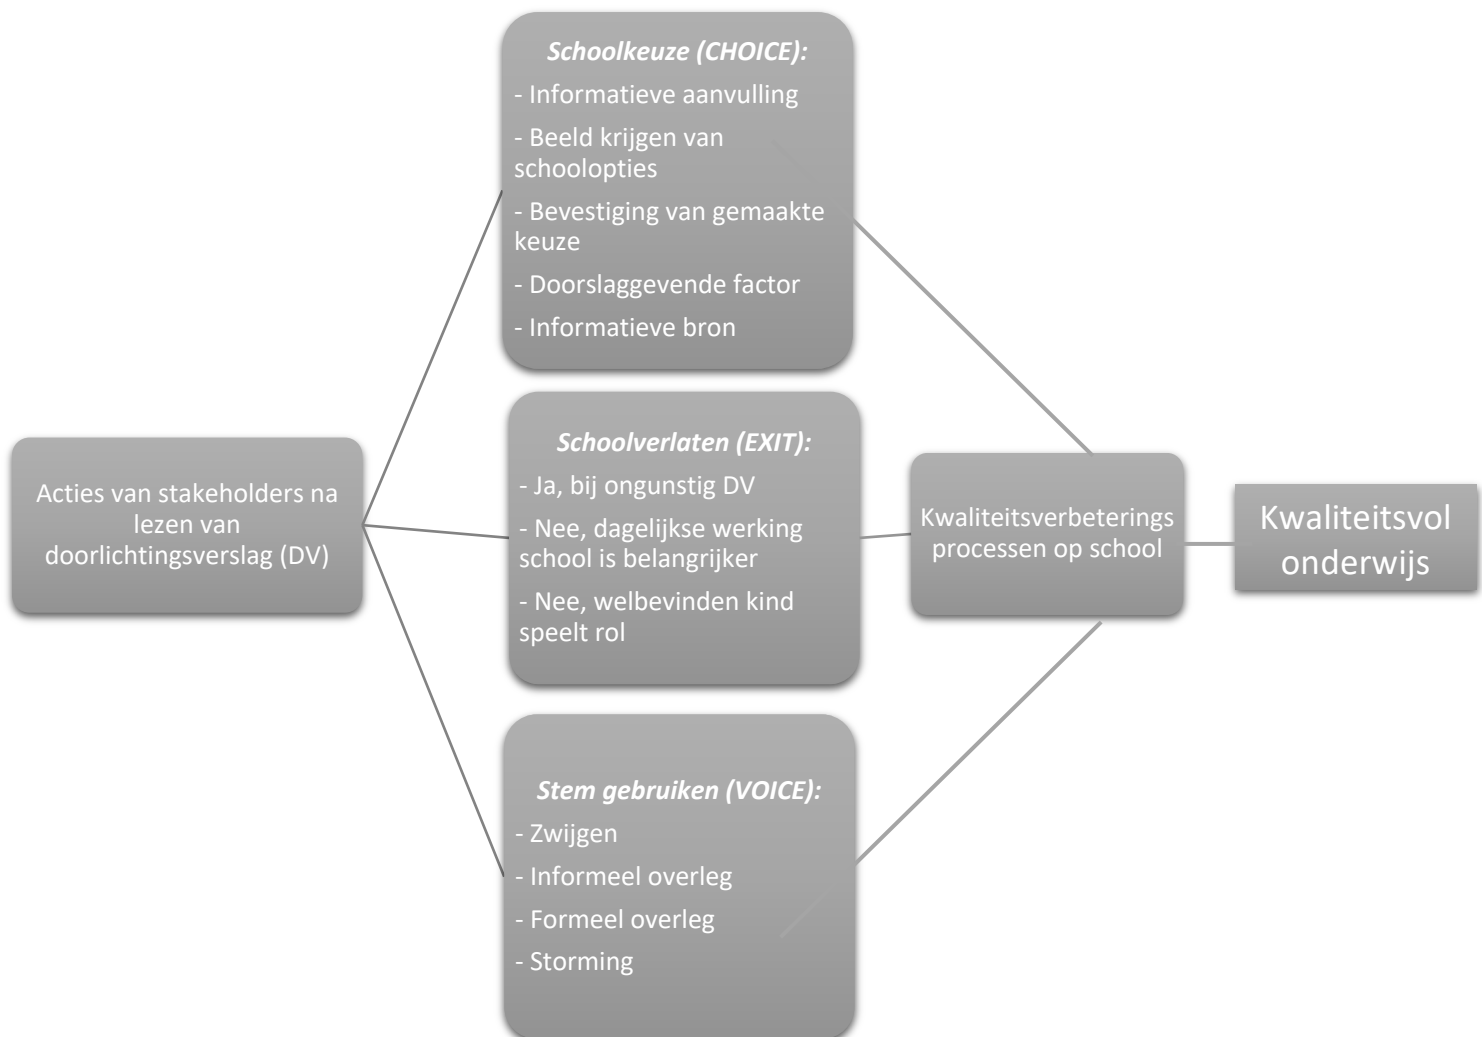 Schoolkeuze (CHOICE):
- Informatieve aanvulling
- Beeld krijgen van
schoolopties
- Bevestiging van gemaakte
keuze
- Doorslaggevende factor
- Informatieve bron
Acties van stakeholders na
lezen van
doorlichtingsverslag (DV)
Schoolverlaten (EXIT):
- Ja, bij ongunstig DV
- Nee, dagelijkse werking
school is belangrijker
- Nee, welbevinden kind
speelt rol
Kwaliteitsverbeterings
processen op school
Kwaliteitsvol
onderwijs
Stem gebruiken (VOICE):
- Zwijgen
- Informeel overleg
- Formeel overleg
- Storming